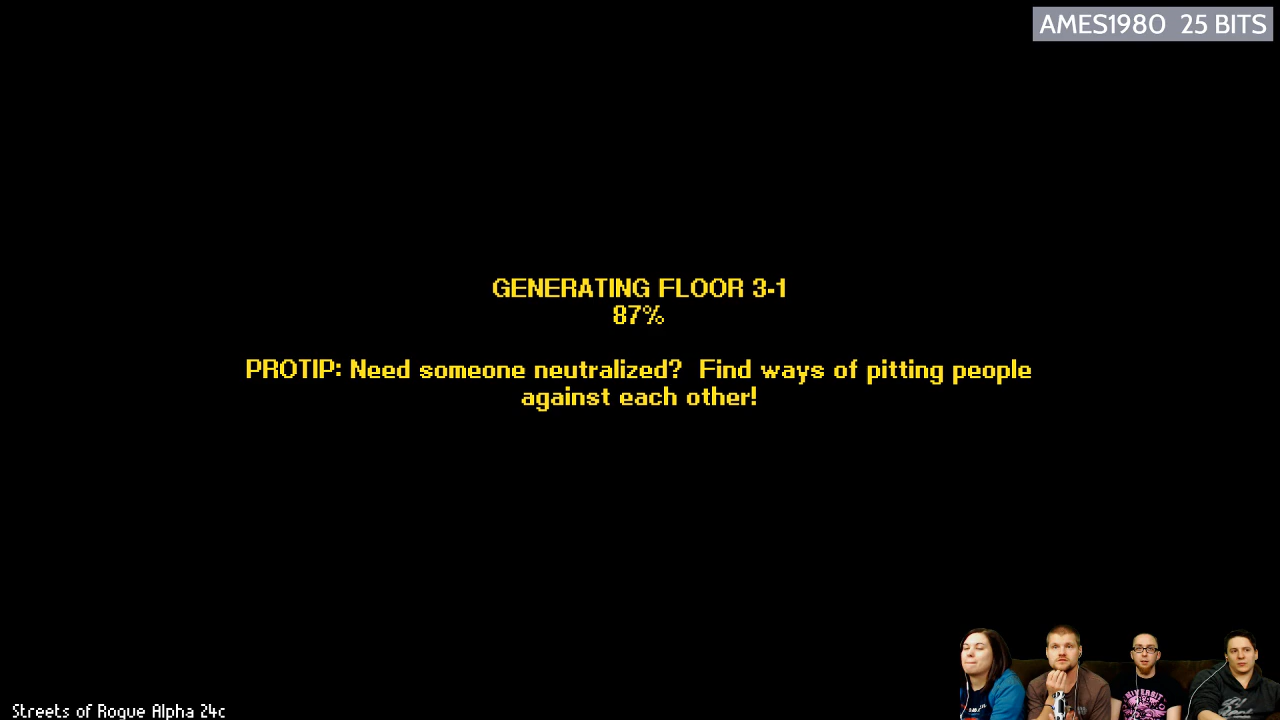 AMES1980 25 BITS
GENERATING FLOOR 3-1
87%
PROTIP: Need someone neutralized? Find ways of pitting people
against each other!
Streets of Rogue Alpha 24c